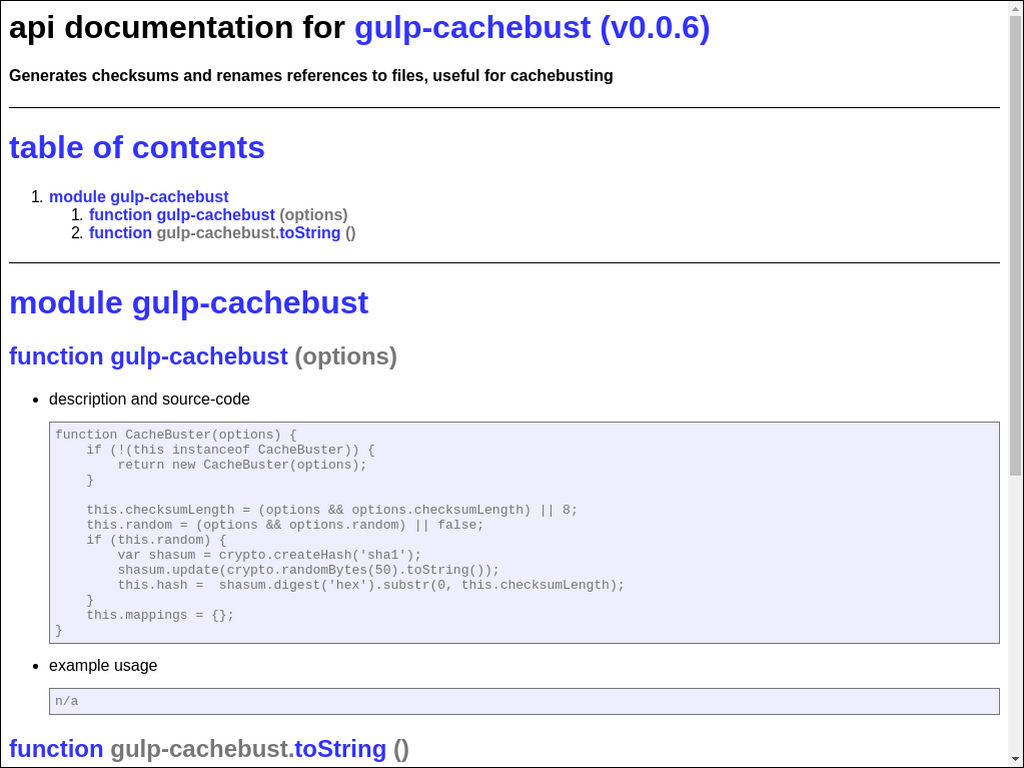 api documentation for gulp-cachebust (v0.0.6)
Generates checksums and renames references to files, useful for cachebusting
table of contents
1. module gulp-cachebust
1. function gulp-cachebust (options)
2. function gulp-cachebust.toString ()
module gulp-cachebust
function gulp-cachebust (options)
• description and source-code
function CacheBuster(options) {
    if (!(this instanceof CacheBuster)) {
        return new CacheBuster(options);
    }

    this.checksumLength = (options && options.checksumLength) || 8;
    this.random = (options && options.random) || false;
    if (this.random) {
        var shasum = crypto.createHash('sha1');
        shasum.update(crypto.randomBytes(50).toString());
        this.hash =  shasum.digest('hex').substr(0, this.checksumLength);
    }
    this.mappings = {};
}
• example usage
n/a
function gulp-cachebust.toString ()